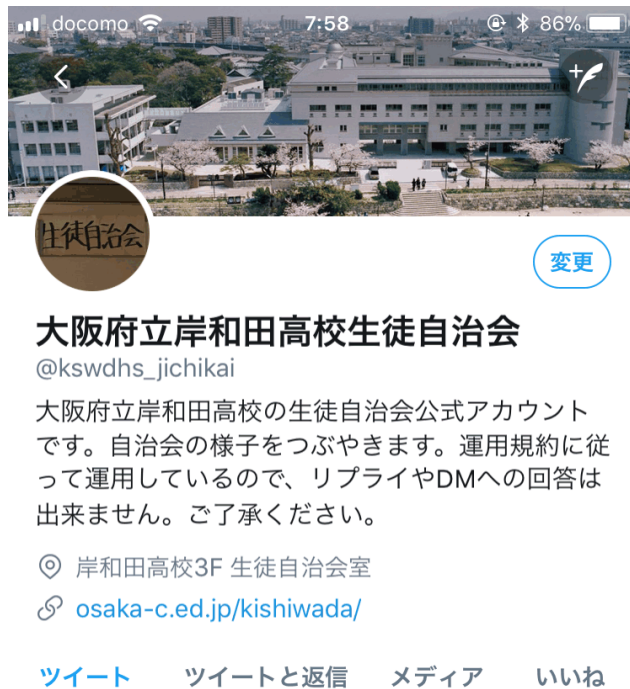 docomo 7:58 86%
生徒自治会
変更
大阪府立岸和田高校生徒自治会
@kswdhs_jichikai
大阪府立岸和田高校の生徒自治会公式アカウント
です。自治会の様子をつぶやきます。運用規約に従
って運用しているので、リプライやDMへの回答は
出来ません。ご了承ください。
岸和田高校3F 生徒自治会室
osaka-c.ed.jp/kishiwada/
ツイート ツイートと返信 メディア いいね